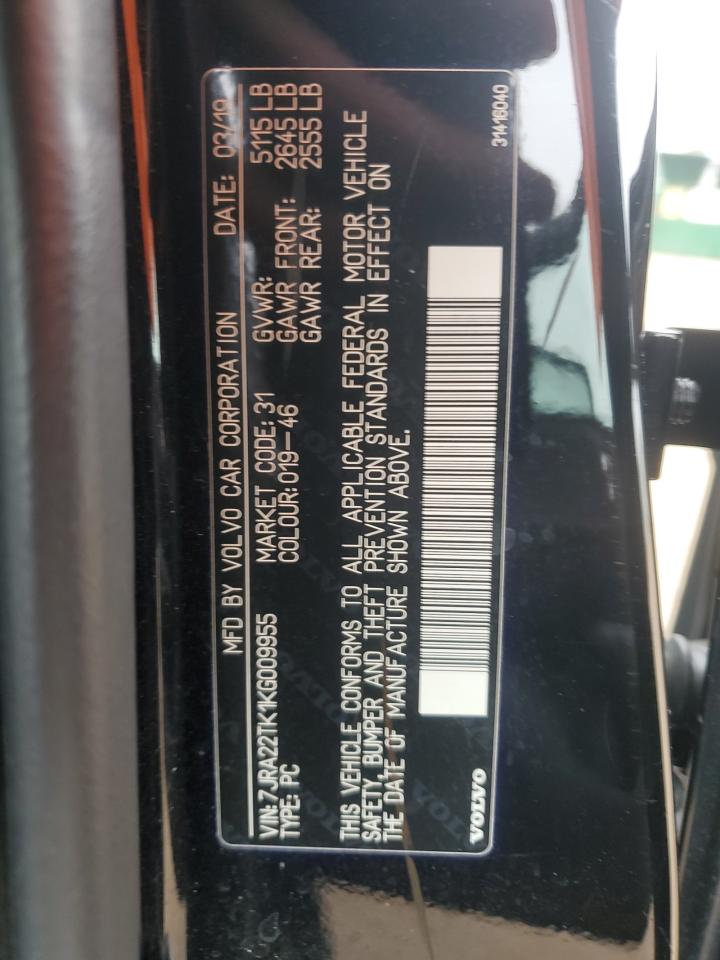 MFD BY VOLVO CAR CORPORATION DATE: 03/19
VIN: 7JRA22TK1KG009955 MARKET CODE: 31 GVWR: 5115 LB
TYPE: PC COLOUR: 019-46 GAWR FRONT: 2645 LB
GAWR REAR: 2555 LB
THIS VEHICLE CONFORMS TO ALL APPLICABLE FEDERAL MOTOR VEHICLE
SAFETY, BUMPER AND THEFT PREVENTION STANDARDS IN EFFECT ON
THE DATE OF MANUFACTURE SHOWN ABOVE.
VOLVO 31416040